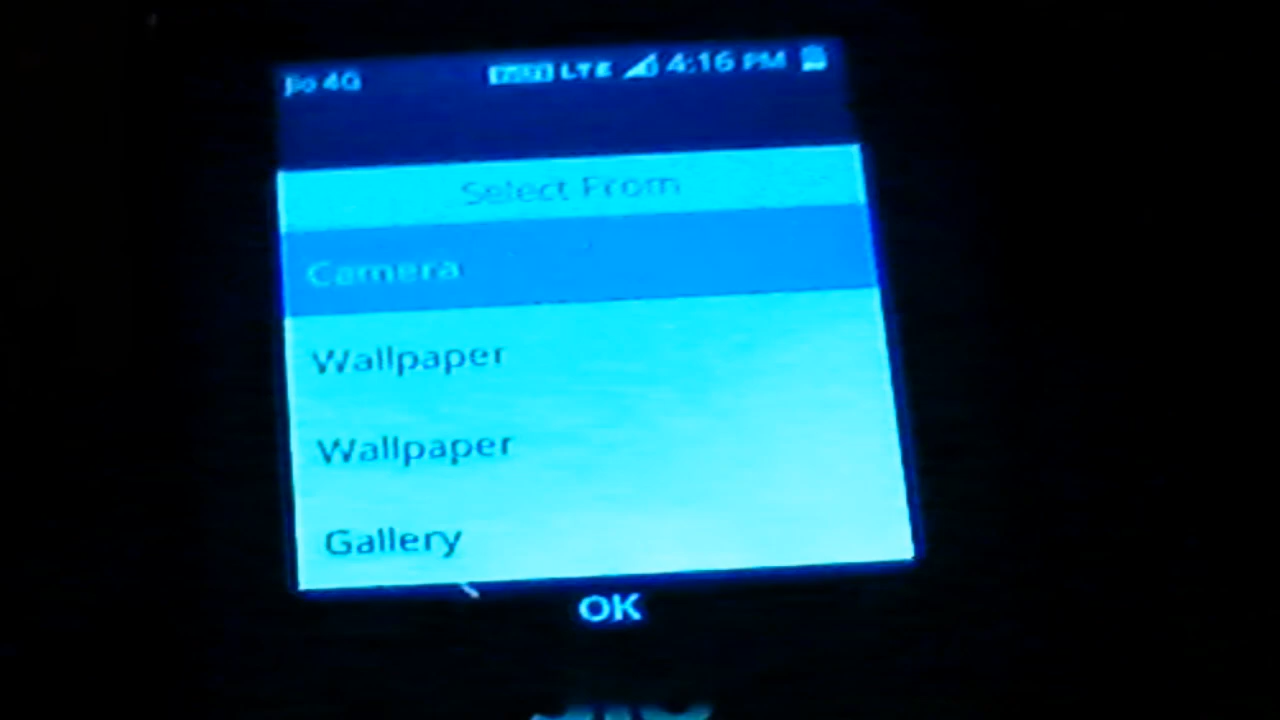 Jio 4G LTE 4:16 PM
Select From
Camera
Wallpaper
Wallpaper
Gallery
OK